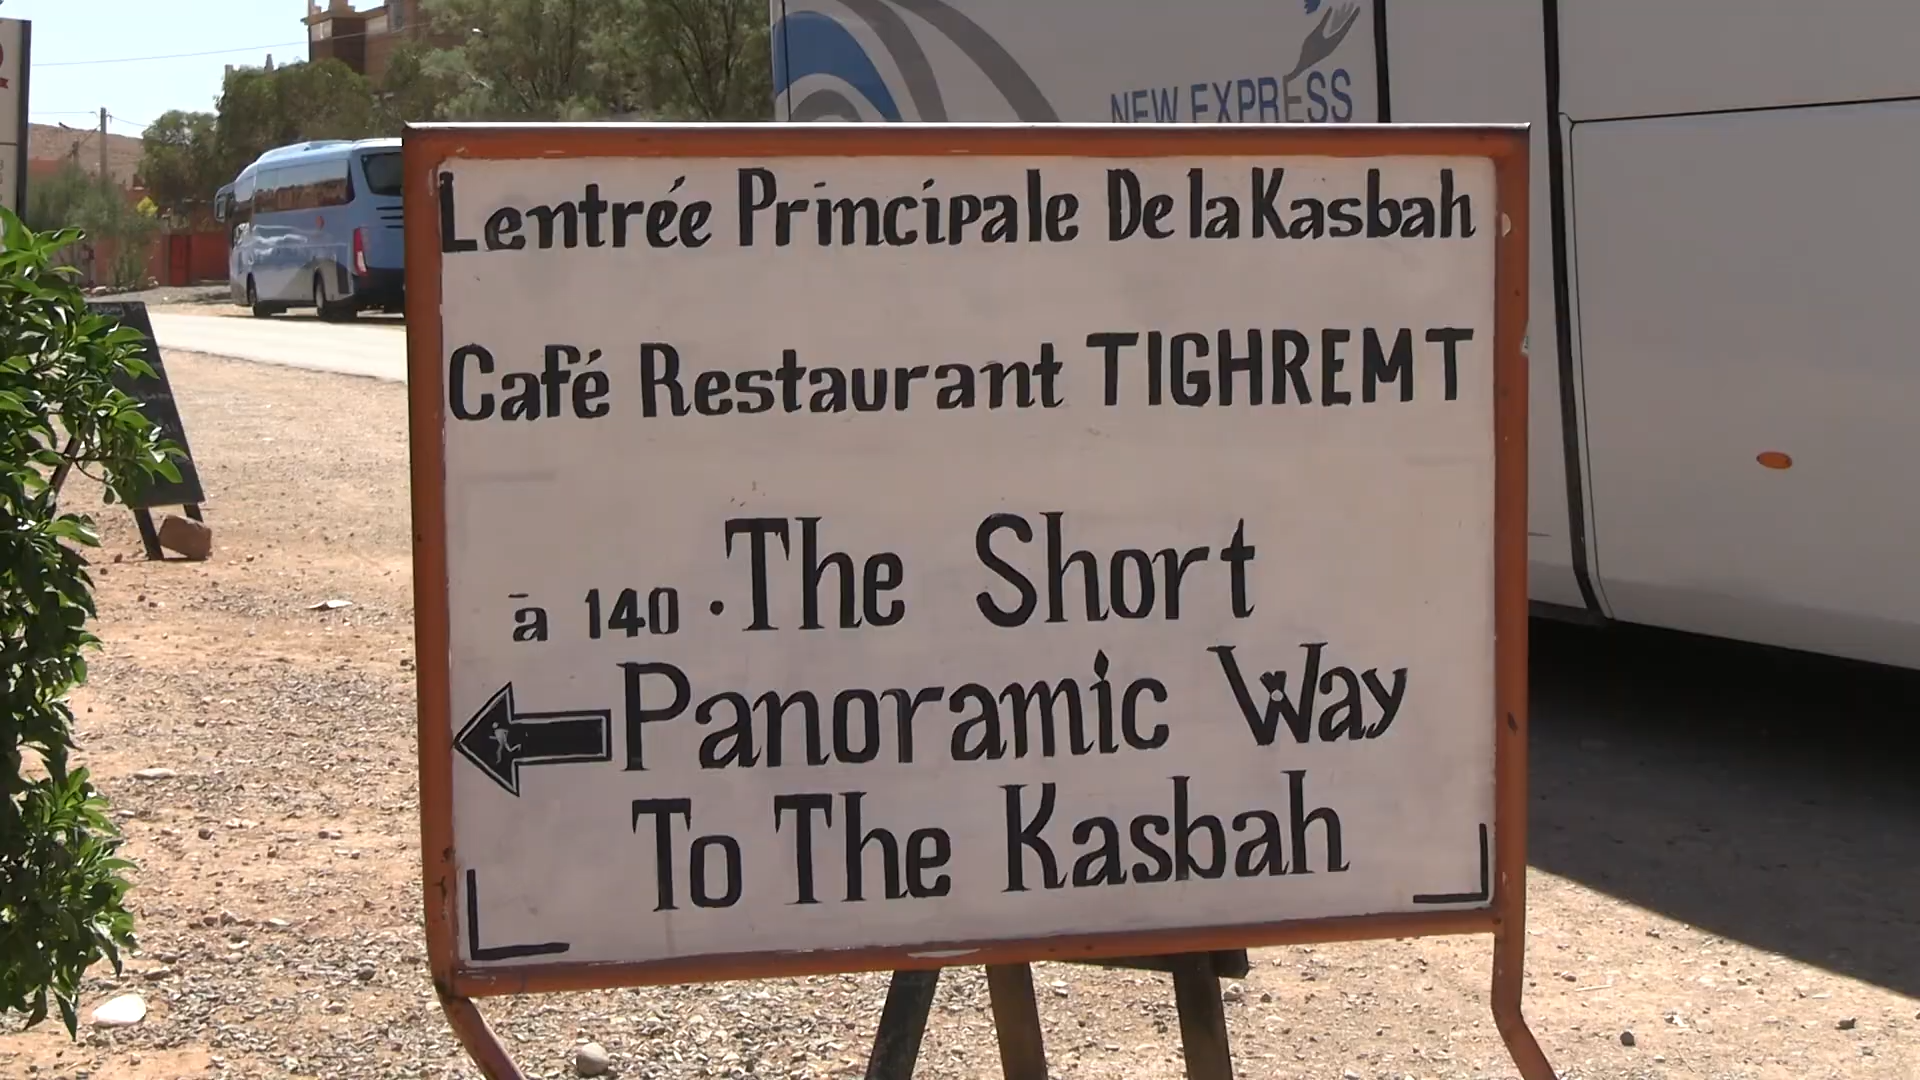 NEW EXPRESS
Lentrée Principale De la Kasbah
Café Restaurant TIGHREMT
à 140 . The Short
Panoramic Way
To The Kasbah